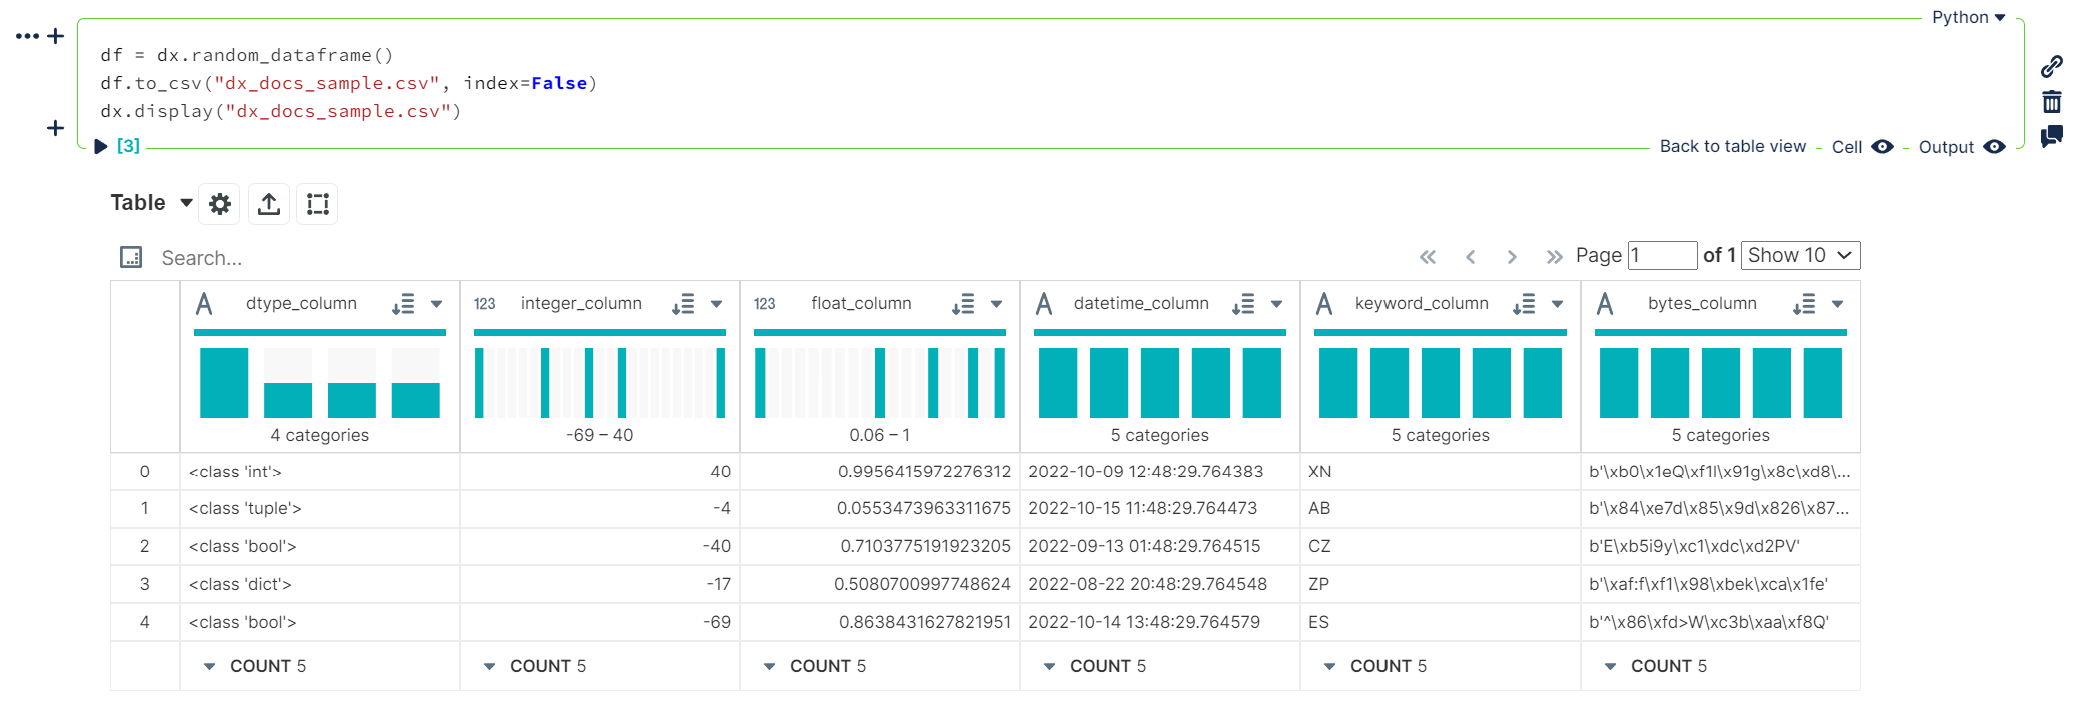 Python
df = dx.random_dataframe()
df.to_csv("dx_docs_sample.csv", index=False)
dx.display("dx_docs_sample.csv")
[3]
Back to table view
Cell
Output
Table
Search...
Page 1 of 1 Show 10
A dtype_column
123 integer_column
123 float_column
A datetime_column
A keyword_column
A bytes_column
4 categories
-69 – 40
0.06 – 1
5 categories
5 categories
5 categories
0 <class 'int'> 40 0.9956415972276312 2022-10-09 12:48:29.764383 XN b'\xb0\x1eQ\xf1l\x91g\x8c\xd8\...
1 <class 'tuple'> -4 0.0553473963311675 2022-10-15 11:48:29.764473 AB b'\x84\xe7d\x85\x9d\x826\x87...
2 <class 'bool'> -40 0.7103775191923205 2022-09-13 01:48:29.764515 CZ b'E\xb5i9y\xc1\xdc\xd2PV'
3 <class 'dict'> -17 0.5080700997748624 2022-08-22 20:48:29.764548 ZP b'\xaf:f\xf1\x98\xbek\xca\x1fe'
4 <class 'bool'> -69 0.8638431627821951 2022-10-14 13:48:29.764579 ES b'^\x86\xfd>W\xc3b\xaa\xf8Q'
COUNT 5 COUNT 5 COUNT 5 COUNT 5 COUNT 5 COUNT 5